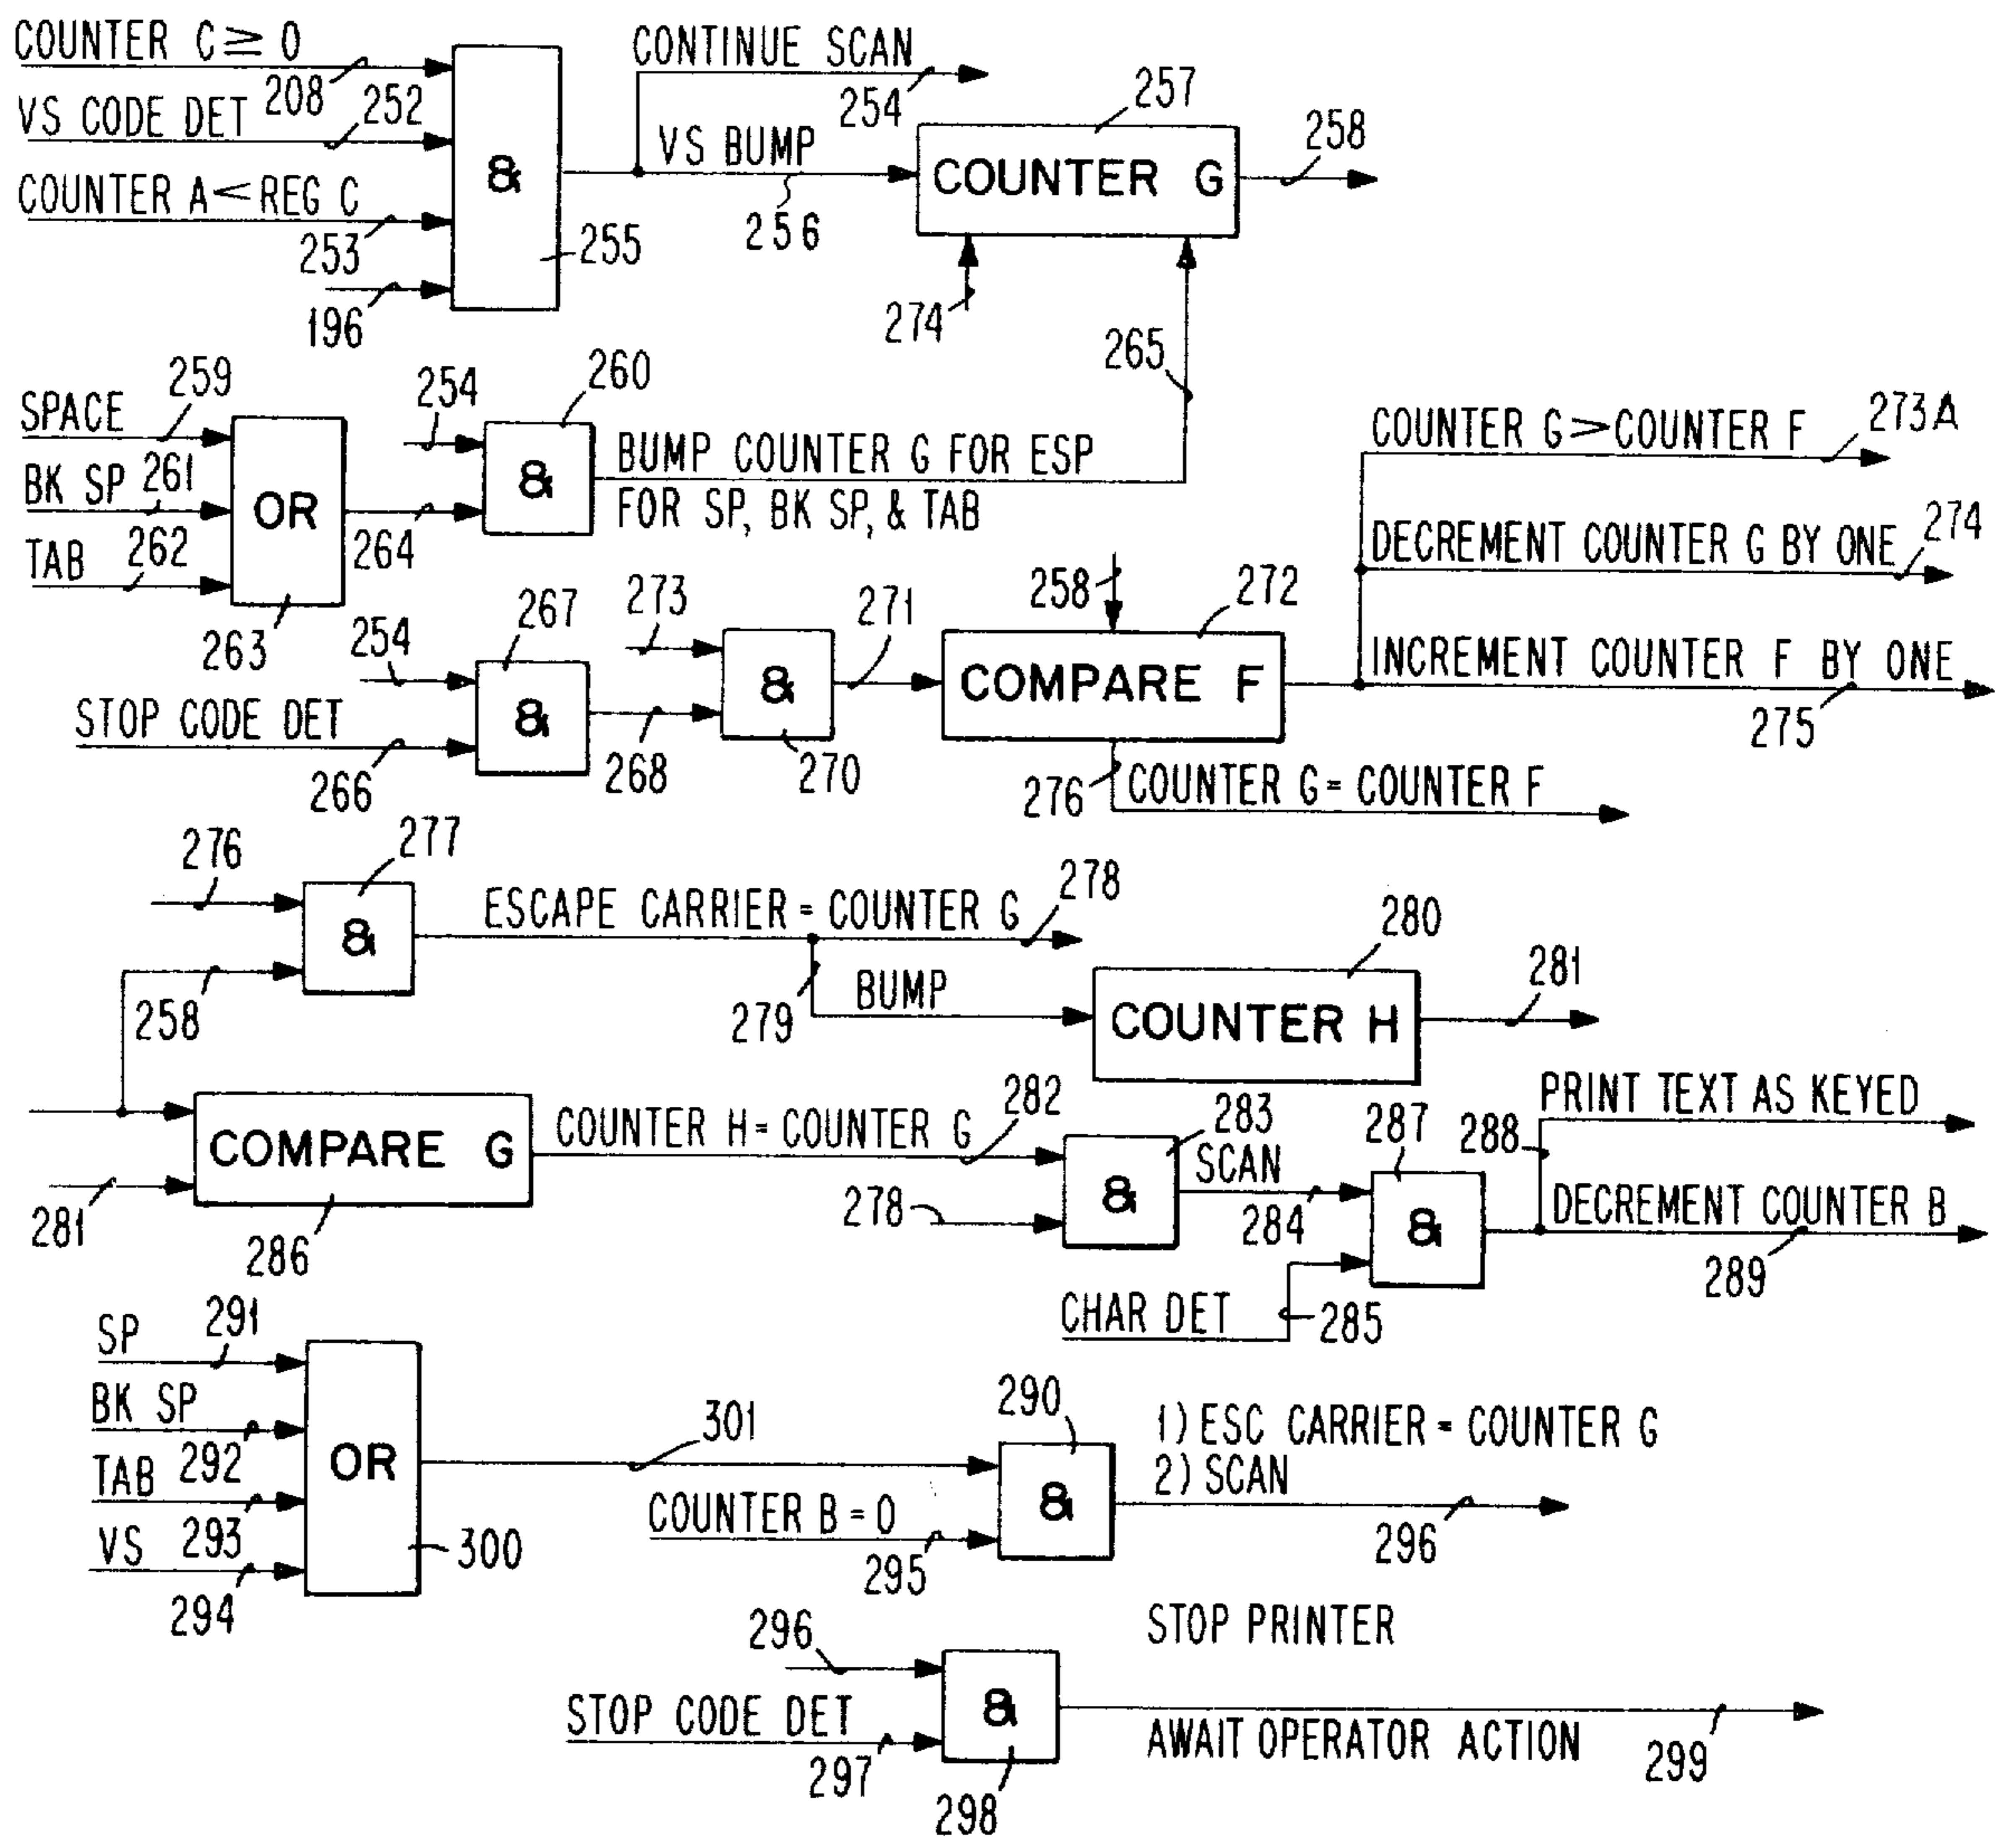 COUNTER C ≥ 0
208
VS CODE DET
252
COUNTER A < REG C
253
196
&
255
CONTINUE SCAN
254
VS BUMP
256
257
COUNTER G
258
274
265
SPACE
259
BK SP
261
TAB
262
OR
263
264
254
260
&
BUMP COUNTER G FOR ESP
FOR SP, BK SP, & TAB
254
STOP CODE DET
266
267
&
268
273
&
270
271
258
272
COMPARE F
COUNTER G > COUNTER F
273A
DECREMENT COUNTER G BY ONE
274
INCREMENT COUNTER F BY ONE
275
276
COUNTER G = COUNTER F
276
277
&
258
ESCAPE CARRIER = COUNTER G
278
279
BUMP
280
COUNTER H
281
COMPARE G
281
286
COUNTER H = COUNTER G
282
278
283
&
SCAN
284
CHAR DET
285
287
&
288
PRINT TEXT AS KEYED
DECREMENT COUNTER B
289
SP
291
BK SP
292
TAB
293
VS
294
OR
300
301
COUNTER B = 0
295
290
&
1) ESC CARRIER = COUNTER G
2) SCAN
296
296
STOP CODE DET
297
&
298
STOP PRINTER
AWAIT OPERATOR ACTION
299